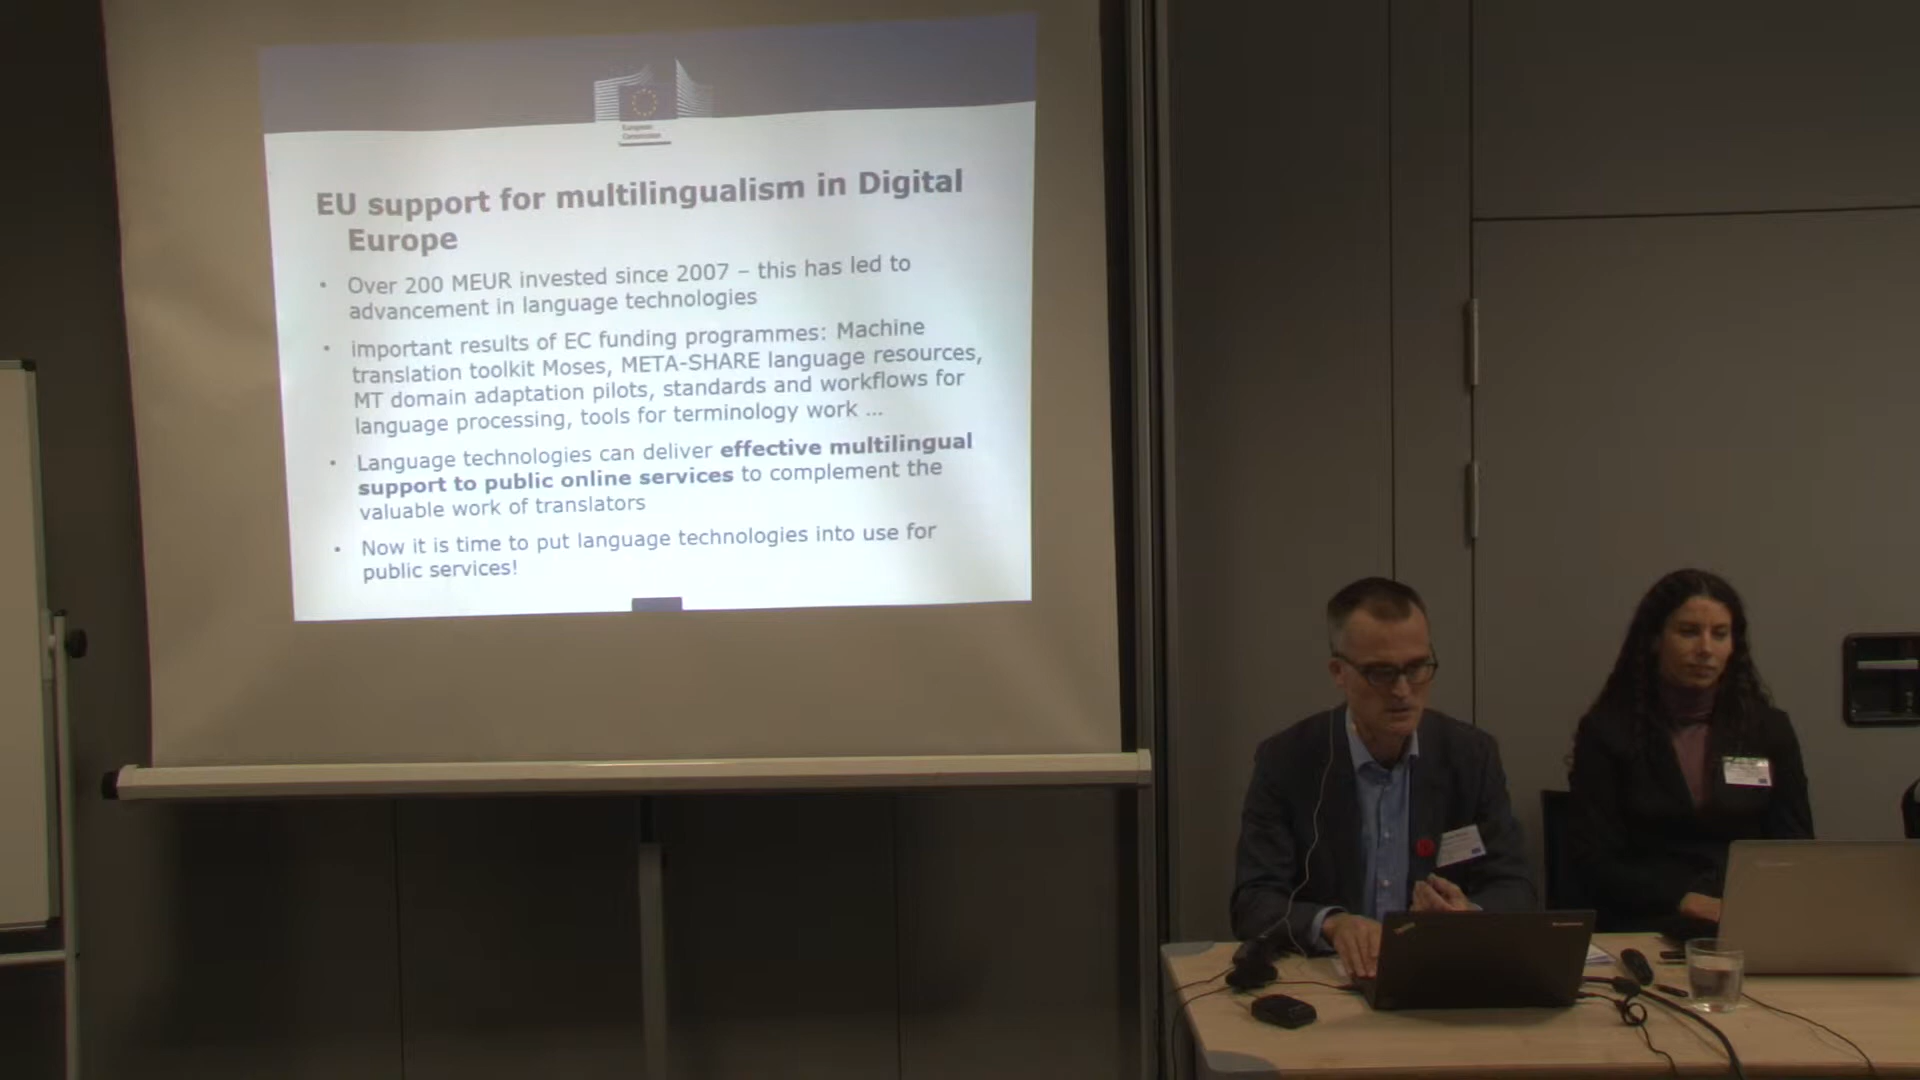 European
Commission
EU support for multilingualism in Digital
Europe
• Over 200 MEUR invested since 2007 – this has led to
advancement in language technologies
• important results of EC funding programmes: Machine
translation toolkit Moses, META-SHARE language resources,
MT domain adaptation pilots, standards and workflows for
language processing, tools for terminology work ...
• Language technologies can deliver effective multilingual
support to public online services to complement the
valuable work of translators
• Now it is time to put language technologies into use for
public services!